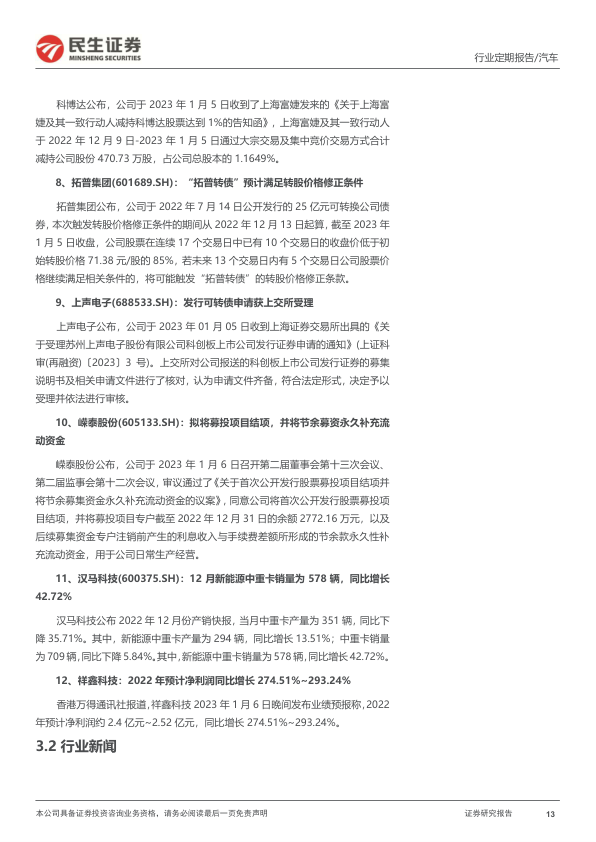 民生证券
MINSHENG SECURITIES
行业定期报告/汽车
科博达公布，公司于 2023 年 1 月 5 日收到了上海富婕发来的《关于上海富
婕及其一致行动人减持科博达股票达到 1%的告知函》，上海富婕及其一致行动人
于 2022 年 12 月 9 日-2023 年 1 月 5 日通过大宗交易及集中竞价交易方式合计
减持公司股份 470.73 万股，占公司总股本的 1.1649%。
8、拓普集团(601689.SH)：“拓普转债”预计满足转股价格修正条件
拓普集团公布，公司于 2022 年 7 月 14 日公开发行的 25 亿元可转换公司债
券，本次触发转股价格修正条件的期间从 2022 年 12 月 13 日起算，截至 2023 年
1 月 5 日收盘，公司股票在连续 17 个交易日中已有 10 个交易日的收盘价低于初
始转股价格 71.38 元/股的 85%，若未来 13 个交易日内有 5 个交易日公司股票价
格继续满足相关条件的，将可能触发“拓普转债”的转股价格修正条款。
9、上声电子(688533.SH)：发行可转债申请获上交所受理
上声电子公布，公司于 2023 年 01 月 05 日收到上海证券交易所出具的《关
于受理苏州上声电子股份有限公司科创板上市公司发行证券申请的通知》(上证科
审(再融资)〔2023〕3 号)。上交所对公司报送的科创板上市公司发行证券的募集
说明书及相关申请文件进行了核对，认为申请文件齐备，符合法定形式，决定予以
受理并依法进行审核。
10、嵘泰股份(605133.SH)：拟将募投项目结项，并将节余募资永久补充流
动资金
嵘泰股份公布，公司于 2023 年 1 月 6 日召开第二届董事会第十三次会议、
第二届监事会第十二次会议，审议通过了《关于首次公开发行股票募投项目结项并
将节余募集资金永久补充流动资金的议案》，同意公司将首次公开发行股票募投项
目结项，并将募投项目专户截至 2022 年 12 月 31 日的余额 2772.16 万元，以及
后续募集资金专户注销前产生的利息收入与手续费差额所形成的节余款永久性补
充流动资金，用于公司日常生产经营。
11、汉马科技(600375.SH)：12 月新能源中重卡销量为 578 辆，同比增长
42.72%
汉马科技公布 2022 年 12 月份产销快报，当月中重卡产量为 351 辆，同比下
降 35.71%。其中，新能源中重卡产量为 294 辆，同比增长 13.51%；中重卡销量
为 709 辆，同比下降 5.84%。其中，新能源中重卡销量为 578 辆，同比增长 42.72%。
12、祥鑫科技：2022 年预计净利润同比增长 274.51%~293.24%
香港万得通讯社报道，祥鑫科技 2023 年 1 月 6 日晚间发布业绩预报称，2022
年预计净利润约 2.4 亿元~2.52 亿元，同比增长 274.51%~293.24%。
3.2 行业新闻
本公司具备证券投资咨询业务资格，请务必阅读最后一页免责声明
证券研究报告
13